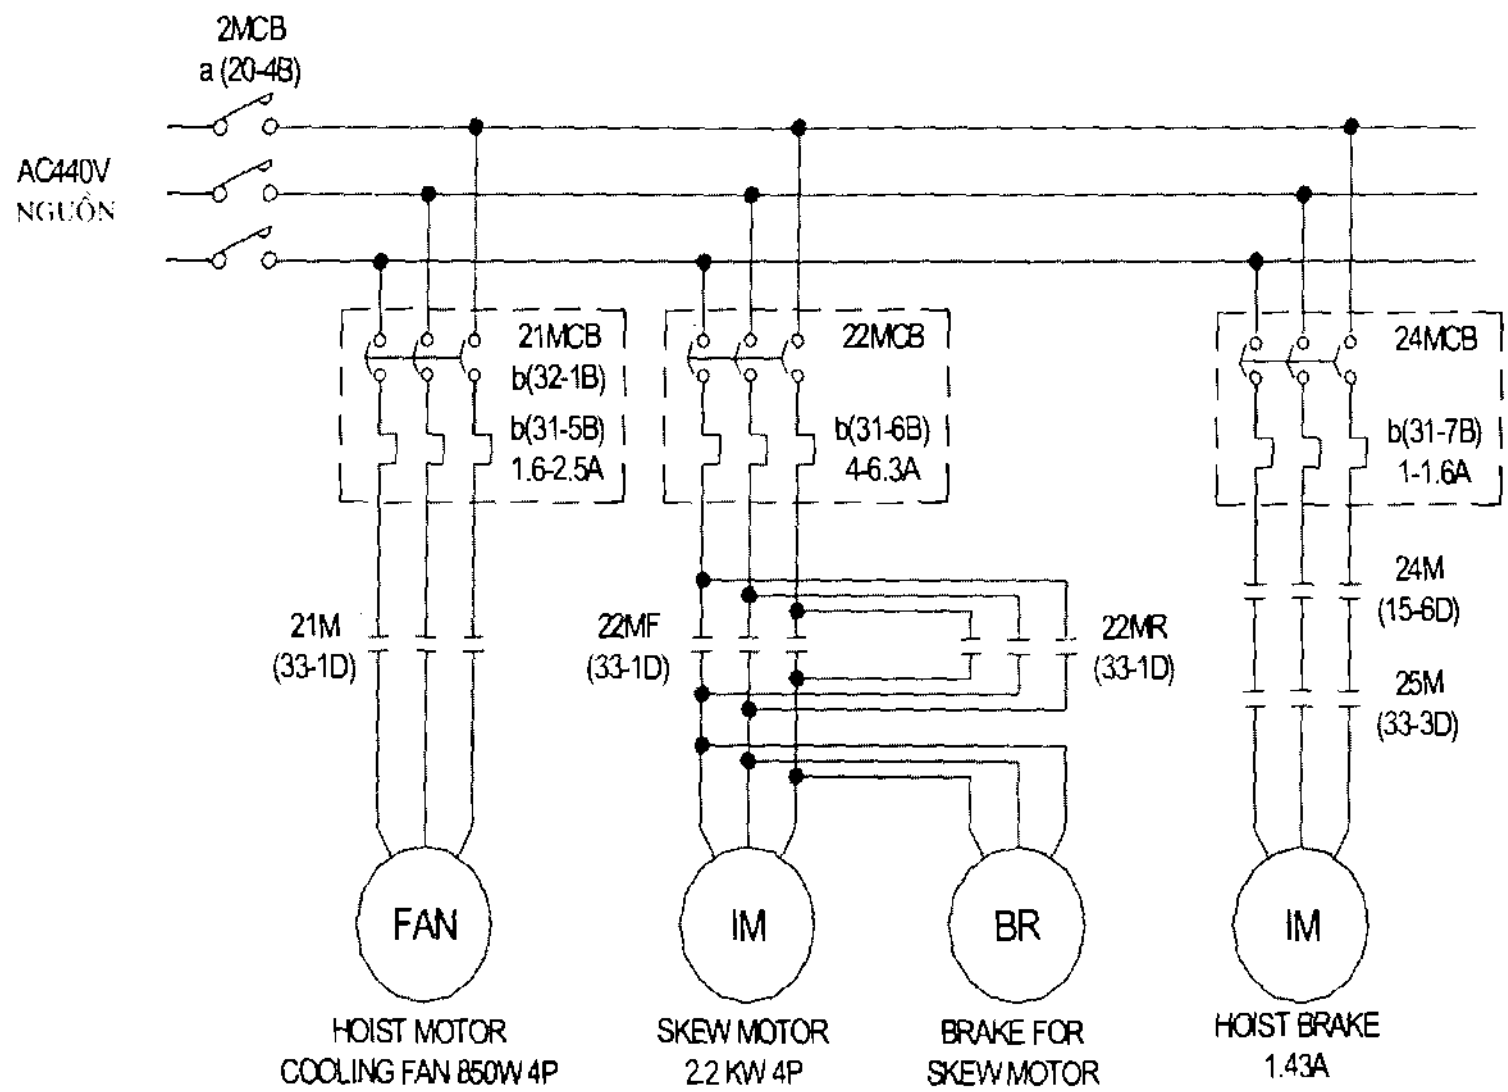 2MCB
a (20-4B)
AC440V
NGUỒN
21MCB
b(32-1B)
b(31-5B)
1.6-2.5A
22MCB
b(31-6B)
4-6.3A
24MCB
b(31-7B)
1-1.6A
21M
(33-1D)
22MF
(33-1D)
22MR
(33-1D)
24M
(15-6D)
25M
(33-3D)
FAN
IM
BR
IM
HOIST MOTOR
COOLING FAN 850W 4P
SKEW MOTOR
2.2 KW 4P
BRAKE FOR
SKEW MOTOR
HOIST BRAKE
1.43A